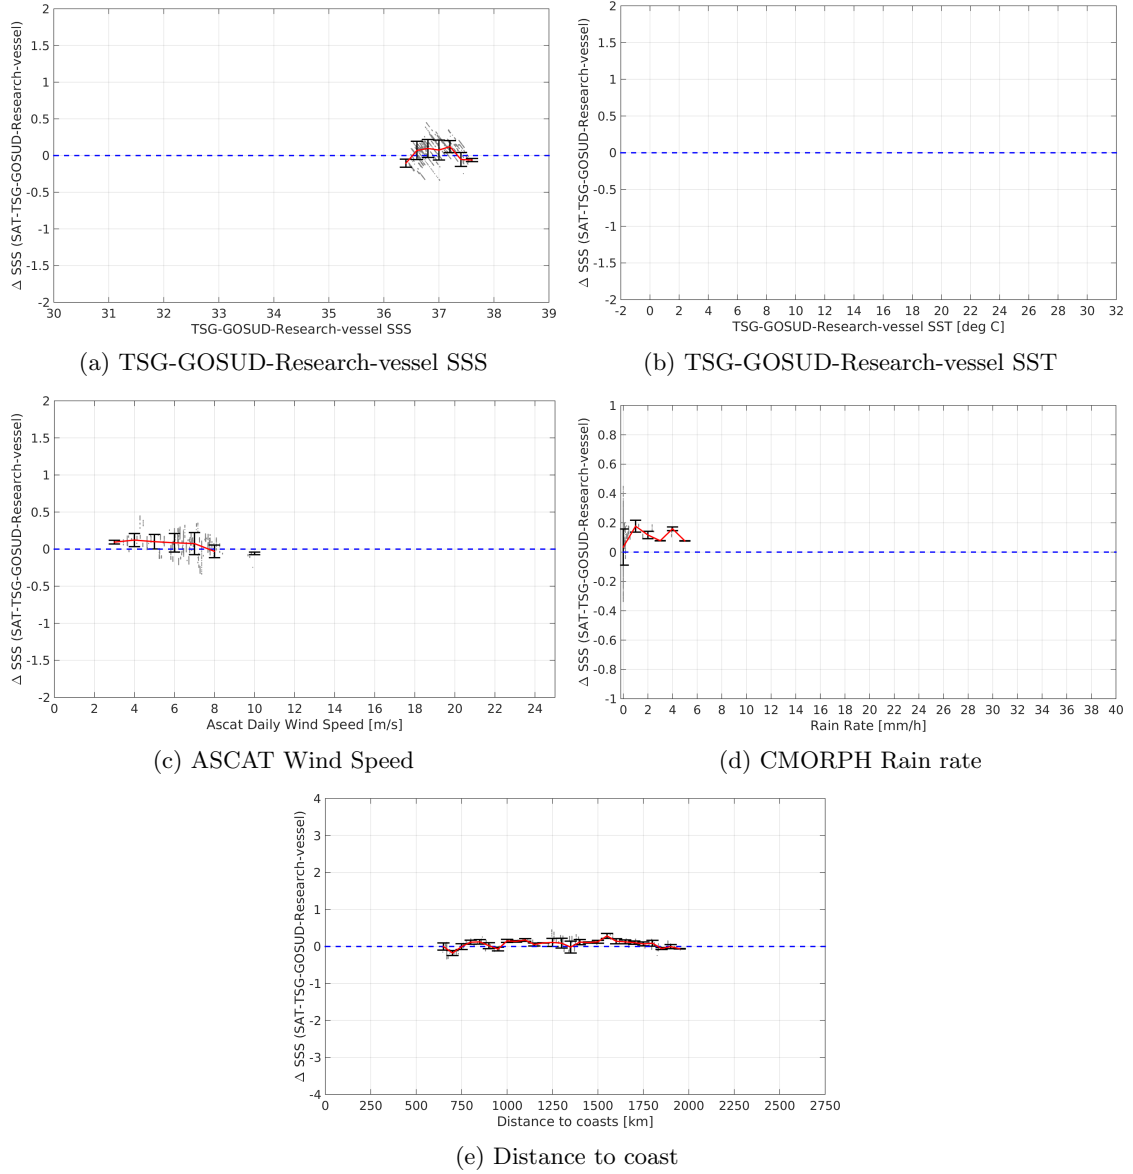 2
1.5
1
0.5
0
-0.5
-1
-1.5
-2
Δ SSS (SAT-TSG-GOSUD-Research-vessel)
30 31 32 33 34 35 36 37 38 39
TSG-GOSUD-Research-vessel SSS
(a) TSG-GOSUD-Research-vessel SSS
2
1.5
1
0.5
0
-0.5
-1
-1.5
-2
Δ SSS (SAT-TSG-GOSUD-Research-vessel)
-2 0 2 4 6 8 10 12 14 16 18 20 22 24 26 28 30 32
TSG-GOSUD-Research-vessel SST [deg C]
(b) TSG-GOSUD-Research-vessel SST
2
1.5
1
0.5
0
-0.5
-1
-1.5
-2
Δ SSS (SAT-TSG-GOSUD-Research-vessel)
0 2 4 6 8 10 12 14 16 18 20 22 24
Ascat Daily Wind Speed [m/s]
(c) ASCAT Wind Speed
1
0.8
0.6
0.4
0.2
0
-0.2
-0.4
-0.6
-0.8
-1
Δ SSS (SAT-TSG-GOSUD-Research-vessel)
0 2 4 6 8 10 12 14 16 18 20 22 24 26 28 30 32 34 36 38 40
Rain Rate [mm/h]
(d) CMORPH Rain rate
4
3
2
1
0
-1
-2
-3
-4
Δ SSS (SAT-TSG-GOSUD-Research-vessel)
0 250 500 750 1000 1250 1500 1750 2000 2250 2500 2750
Distance to coasts [km]
(e) Distance to coast